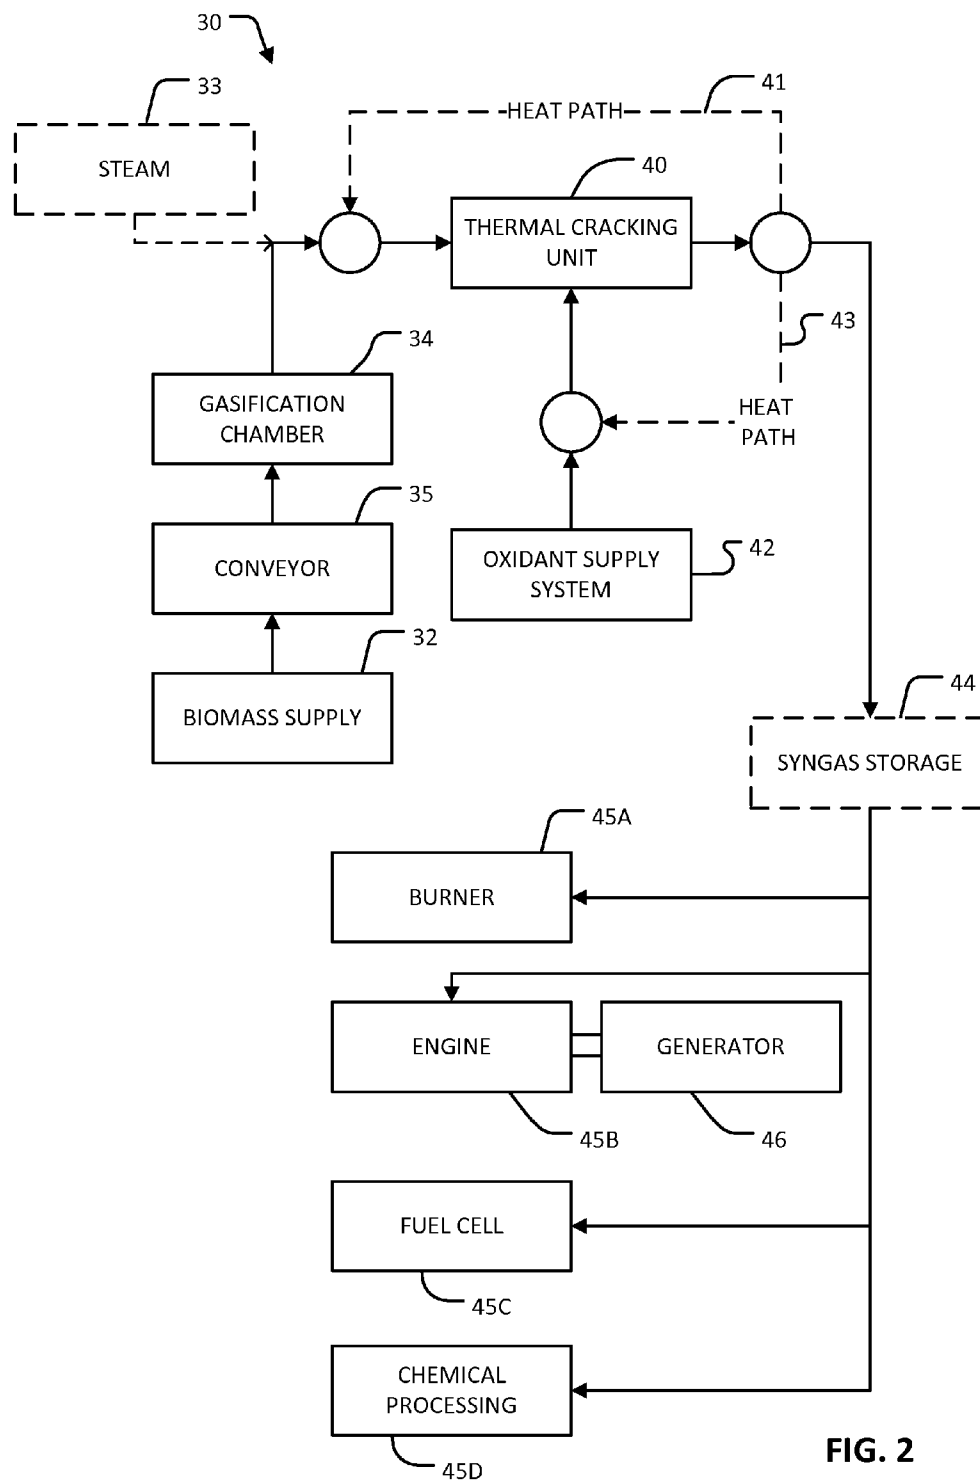 30
33
STEAM
41
HEAT PATH
40
THERMAL CRACKING
UNIT
43
34
GASIFICATION
CHAMBER
HEAT
PATH
35
CONVEYOR
42
OXIDANT SUPPLY
SYSTEM
32
BIOMASS SUPPLY
44
SYNGAS STORAGE
45A
BURNER
ENGINE
GENERATOR
45B
46
FUEL CELL
45C
CHEMICAL
PROCESSING
45D
FIG. 2